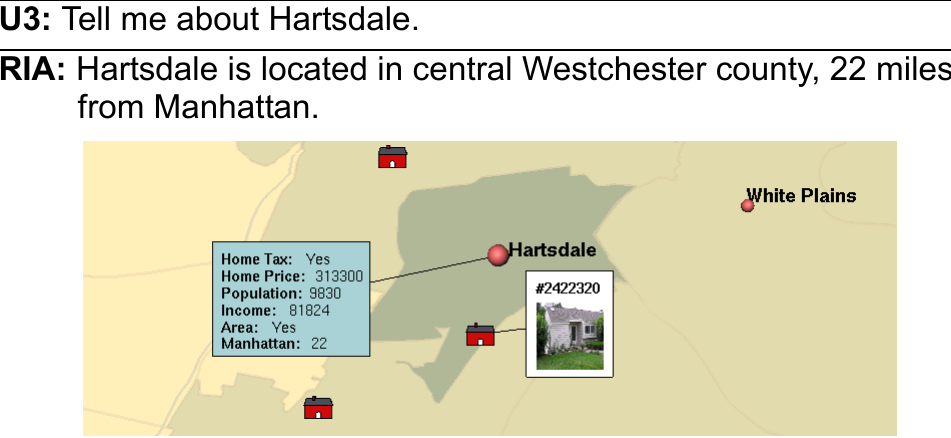 U3: Tell me about Hartsdale.
RIA: Hartsdale is located in central Westchester county, 22 miles
from Manhattan.
White Plains
Hartsdale
Home Tax: Yes
Home Price: 313300
Population: 9830
Income: 81824
Area: Yes
Manhattan: 22
#2422320